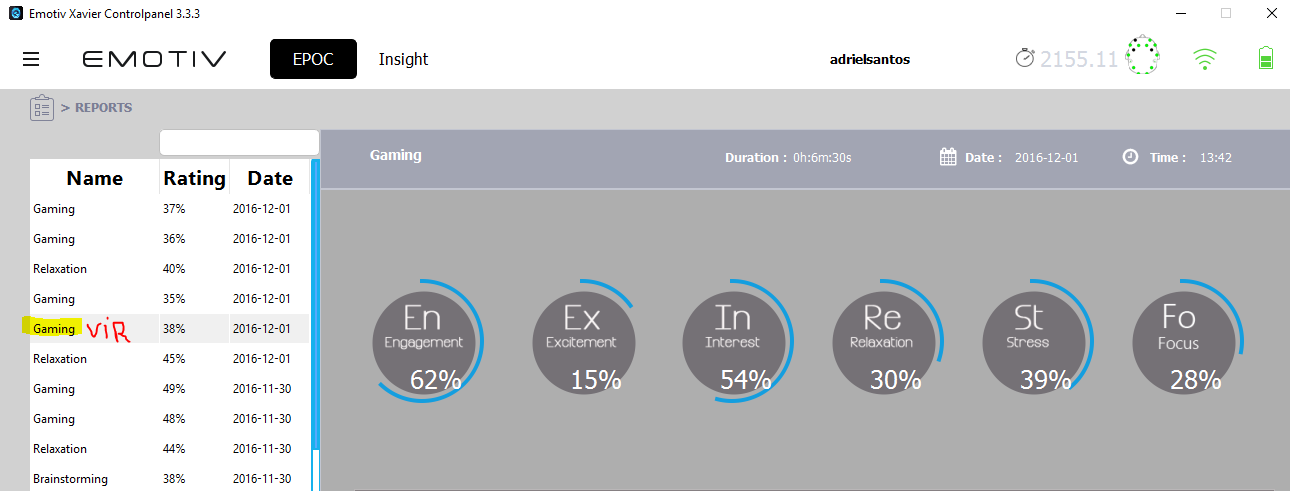 Emotiv Xavier Controlpanel 3.3.3
EMOTIV EPOC Insight adrielsantos 2155.11
> REPORTS
Gaming Duration : 0h:6m:30s Date : 2016-12-01 Time : 13:42
Name Rating Date
Gaming 37% 2016-12-01
Gaming 36% 2016-12-01
Relaxation 40% 2016-12-01
Gaming 35% 2016-12-01
Gaming ViR 38% 2016-12-01
Relaxation 45% 2016-12-01
Gaming 49% 2016-11-30
Gaming 48% 2016-11-30
Relaxation 44% 2016-11-30
Brainstorming 38% 2016-11-30
En Ex In Re St Fo
Engagement Excitement Interest Relaxation Stress Focus
62% 15% 54% 30% 39% 28%